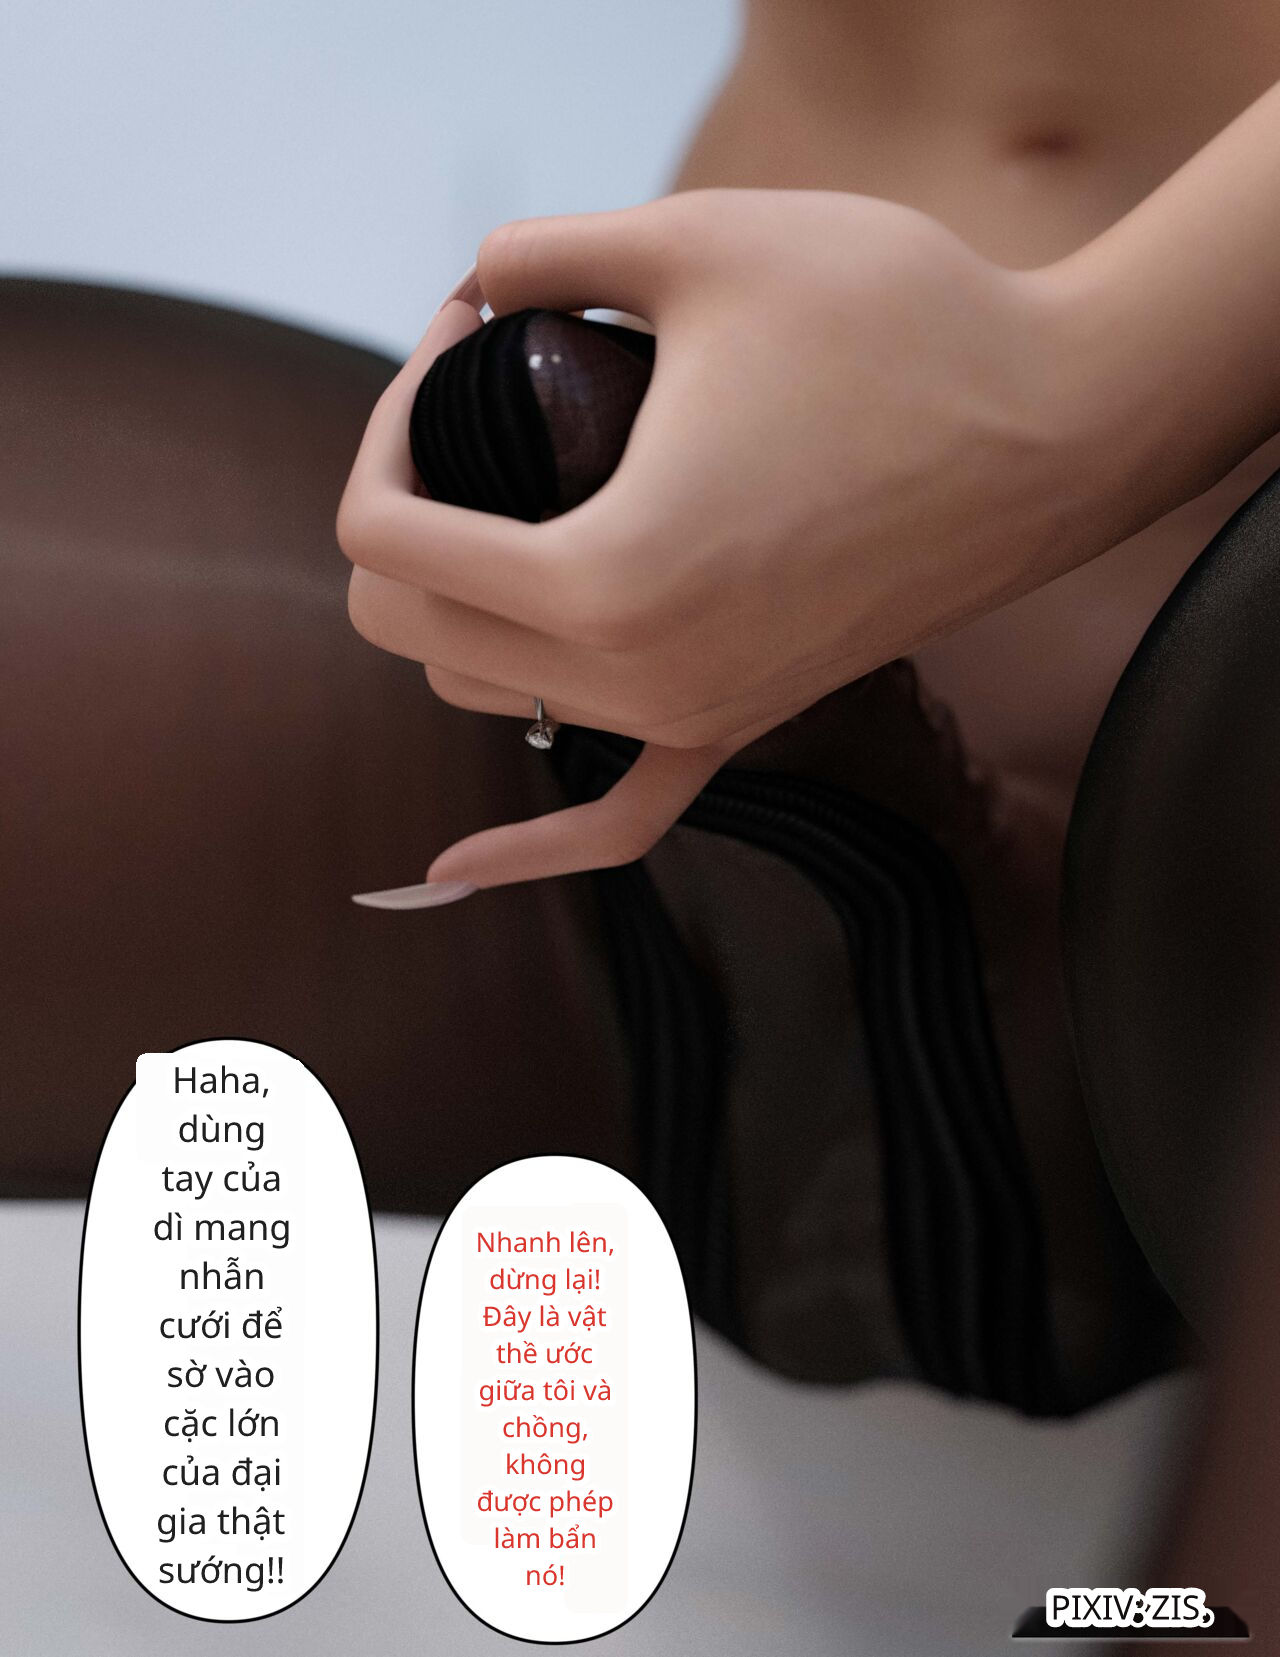 Haha,
dùng
tay của
dì mang
nhẫn
cưới để
sờ vào
cặc lớn
của đại
gia thật
sướng!!
Nhanh lên,
dừng lại!
Đây là vật
thề ước
giữa tôi và
chồng,
không
được phép
làm bẩn
nó!
PIXIV:ZIS,